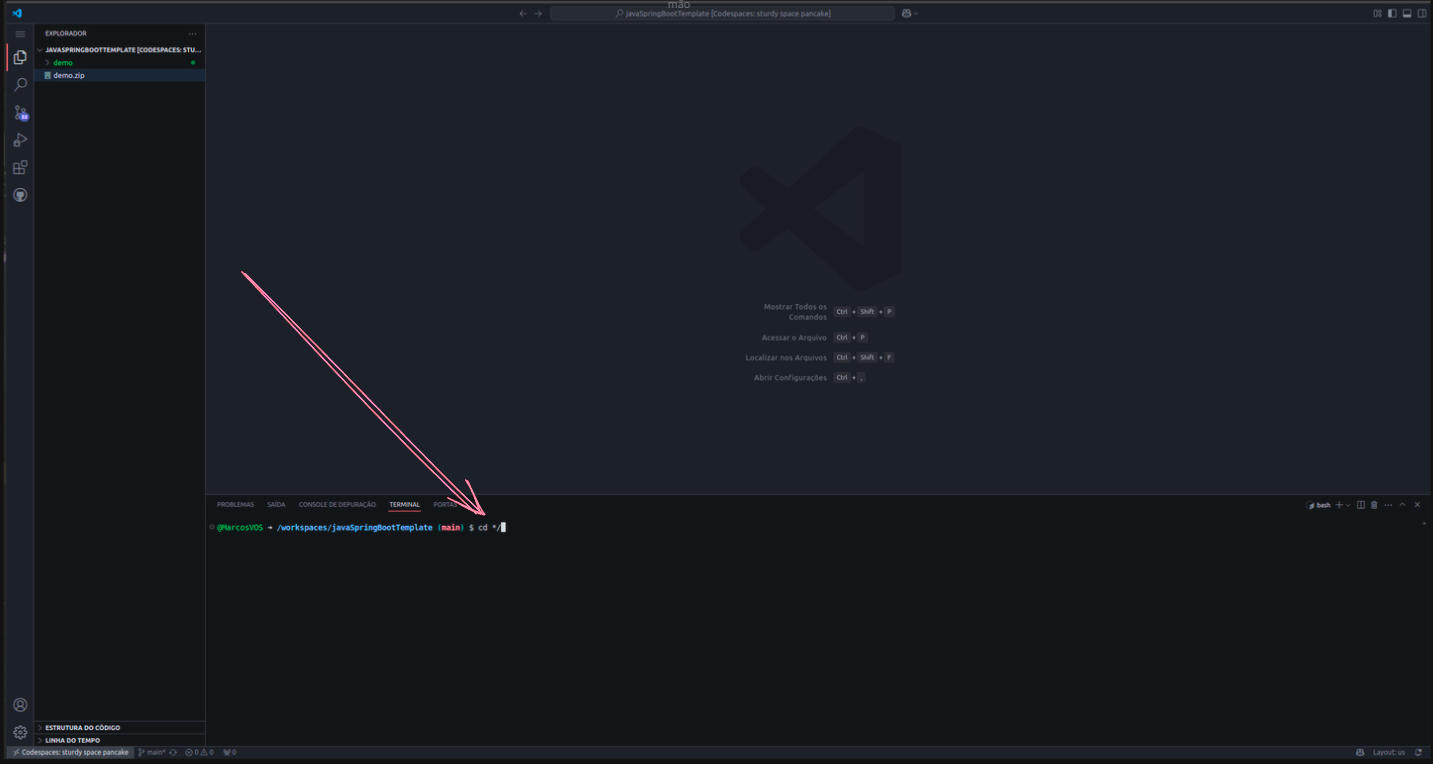 mão
javaSpringBootTemplate [Codespaces: sturdy space pancake]
EXPLORADOR
JAVASPRINGBOOTTEMPLATE [CODESPACES: STU...
demo
demo.zip
Mostrar Todos os
Comandos
Ctrl + Shift + P
Acessar o Arquivo Ctrl + P
Localizar nos Arquivos Ctrl + Shift + F
Abrir Configurações Ctrl + ,
PROBLEMAS SAÍDA CONSOLE DE DEPURAÇÃO TERMINAL PORTAS
bash
@MarcosVOS ➜ /workspaces/javaSpringBootTemplate (main) $ cd */
ESTRUTURA DO CÓDIGO
LINHA DO TEMPO
Codespaces: sturdy space pancake main* 0 0 0 Layout: us